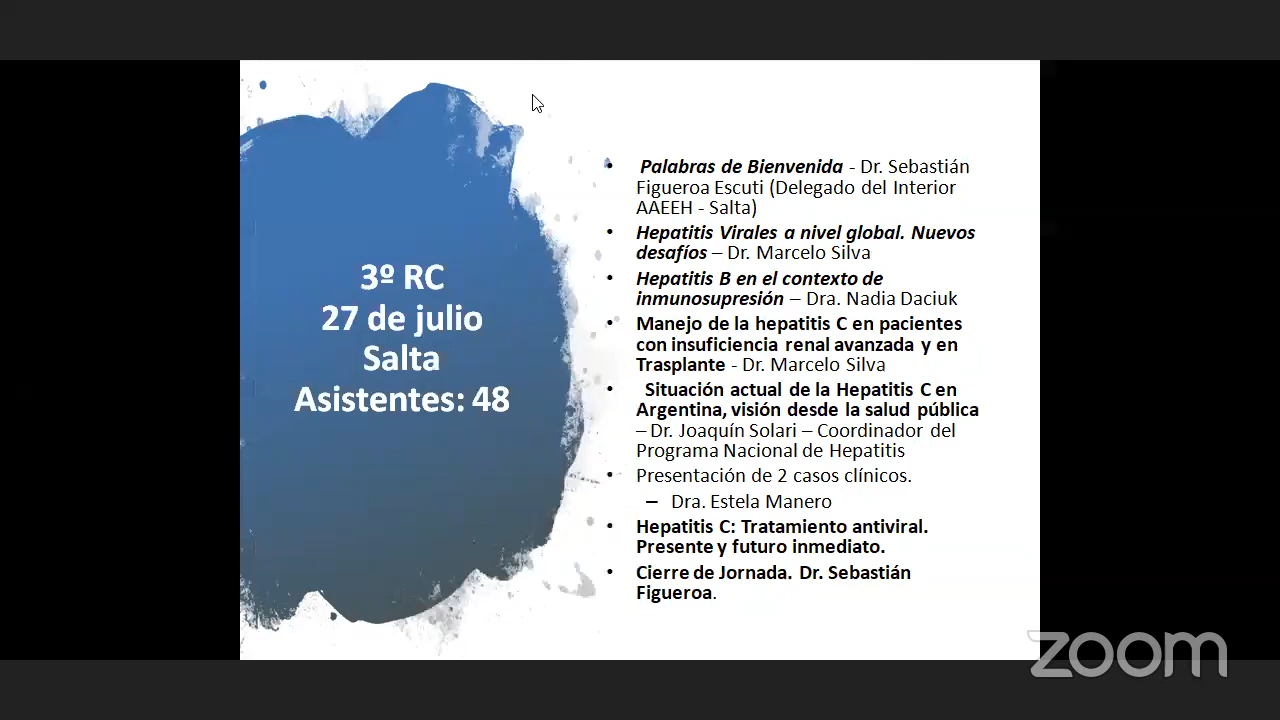 3º RC
27 de julio
Salta
Asistentes: 48
• Palabras de Bienvenida - Dr. Sebastián
Figueroa Escuti (Delegado del Interior
AAEEH - Salta)
• Hepatitis Virales a nivel global. Nuevos
desafíos – Dr. Marcelo Silva
• Hepatitis B en el contexto de
inmunosupresión – Dra. Nadia Daciuk
• Manejo de la hepatitis C en pacientes
con insuficiencia renal avanzada y en
Trasplante - Dr. Marcelo Silva
• Situación actual de la Hepatitis C en
Argentina, visión desde la salud pública
– Dr. Joaquín Solari – Coordinador del
Programa Nacional de Hepatitis
• Presentación de 2 casos clínicos.
– Dra. Estela Manero
• Hepatitis C: Tratamiento antiviral.
Presente y futuro inmediato.
• Cierre de Jornada. Dr. Sebastián
Figueroa.
zoom